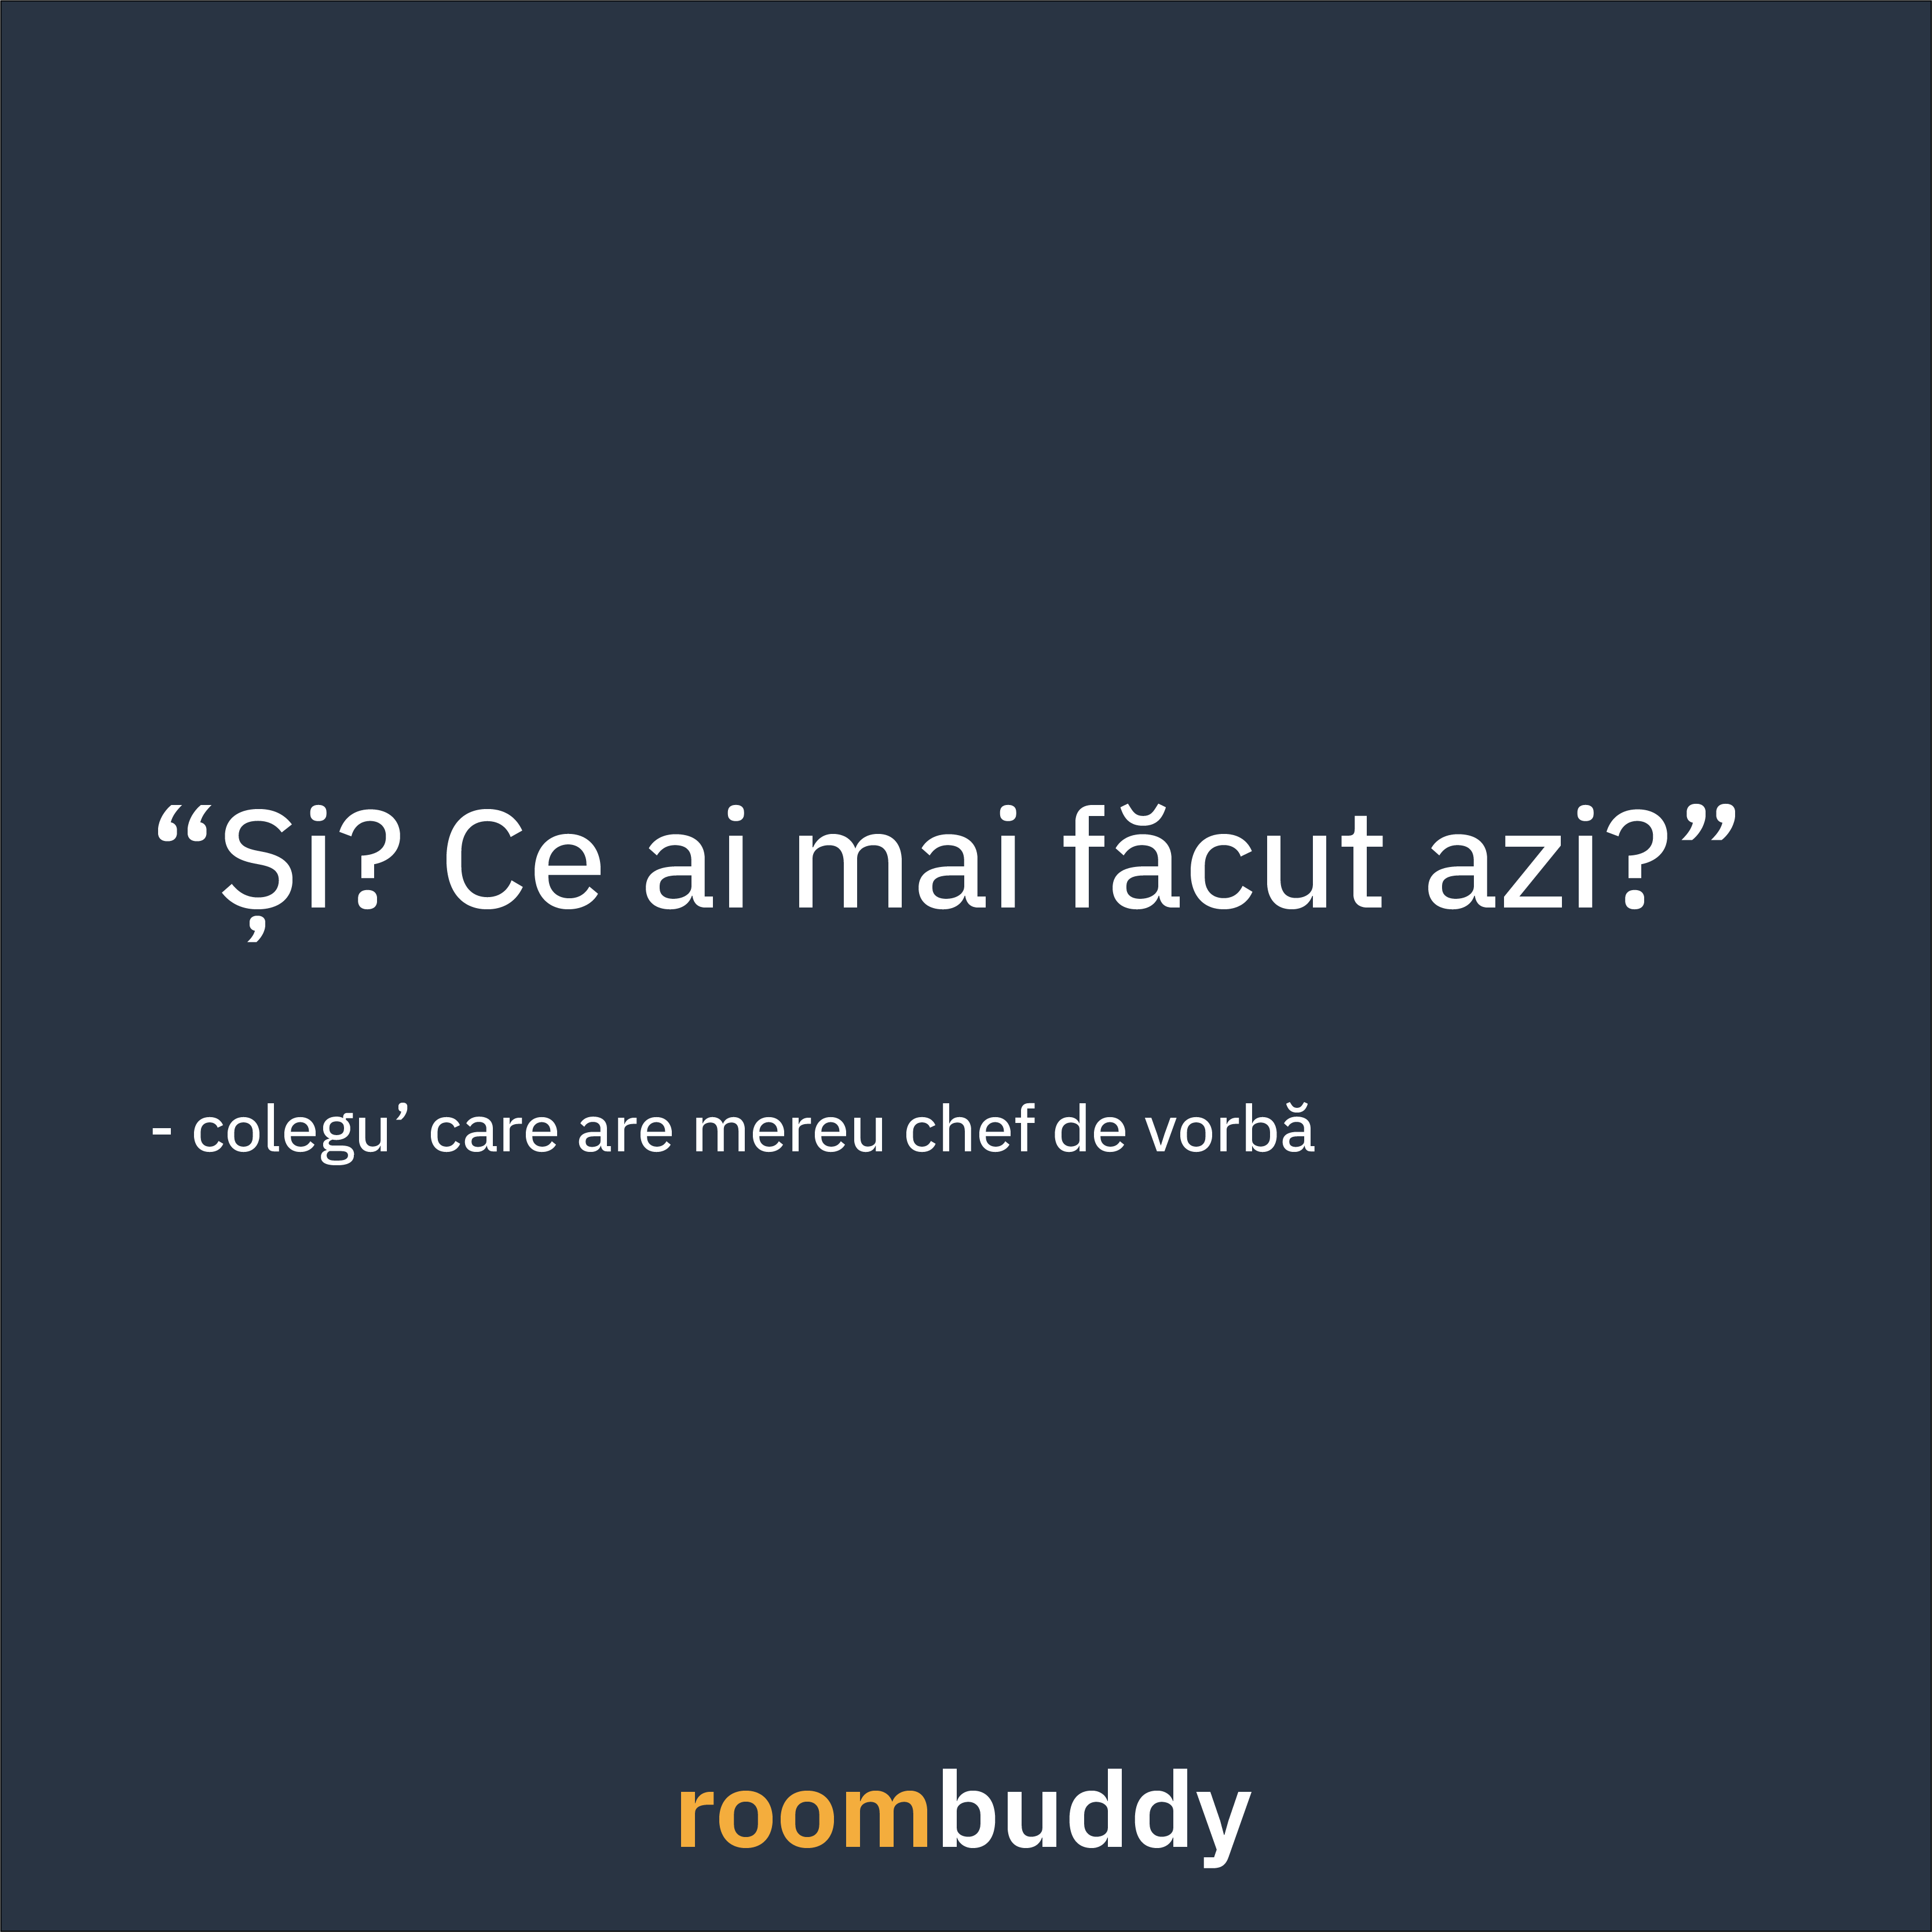 “Și? Ce ai mai făcut azi?”
- colegu’ care are mereu chef de vorbă
roombuddy